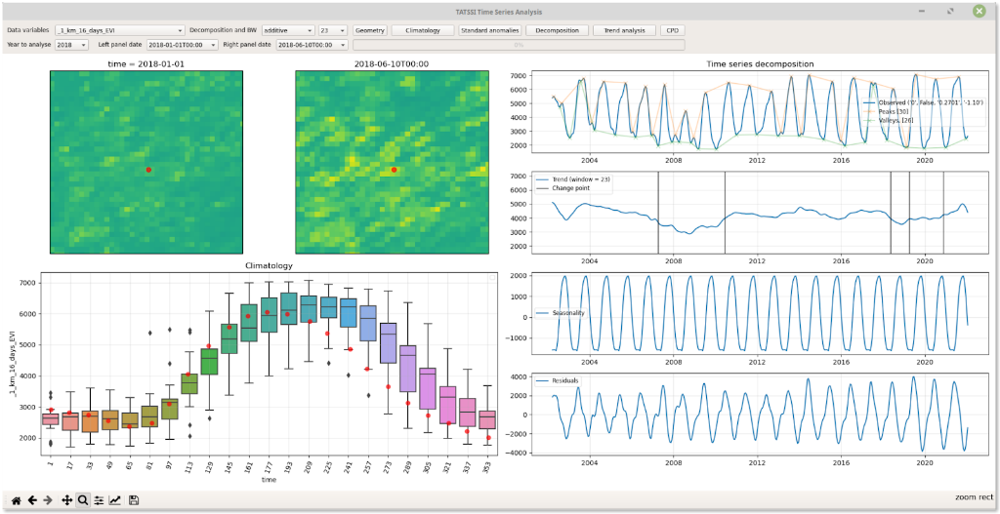 TATSSI Time Series Analysis
Data variables _1_km_16_days_EVI Decomposition and BW additive 23 Geometry Climatology Standard anomolies Decomposition Trend analysis CPD
Year to analyse 2018 Left panel date 2018-01-01T00:00 Right panel date 2018-06-10T00:00 0%
time = 2018-01-01
2018-06-10T00:00
Time series decomposition
7000
6000
5000
4000
3000
2000
Observed ('0', False, '0.2701', '-1.10')
Peaks [30]
Valleys, [26]
2004 2008 2012 2016 2020
7000
6000
5000
4000
3000
2000
Trend (window = 23)
Change point
2004 2008 2012 2016 2020
Climatology
_1_km_16_days_EVI
7000
6000
5000
4000
3000
2000
1 17 33 49 65 81 97 113 129 145 161 177 193 209 225 241 257 273 289 305 321 337 353
time
2000
0
−1000
Seasonality
2004 2008 2012 2016 2020
4000
2000
0
−2000
−4000
Residuals
2004 2008 2012 2016 2020
zoom rect